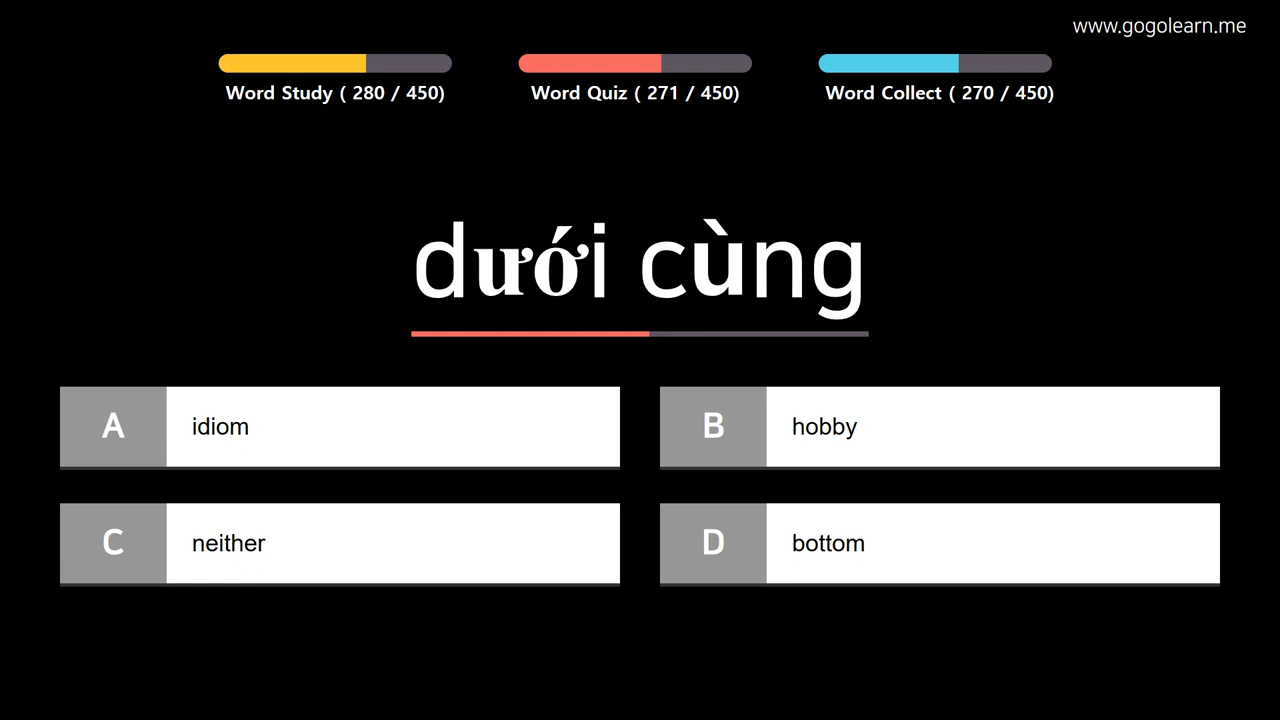 www.gogolearn.me
Word Study ( 280 / 450)
Word Quiz ( 271 / 450)
Word Collect ( 270 / 450)
dưới cùng
A idiom
B hobby
C neither
D bottom